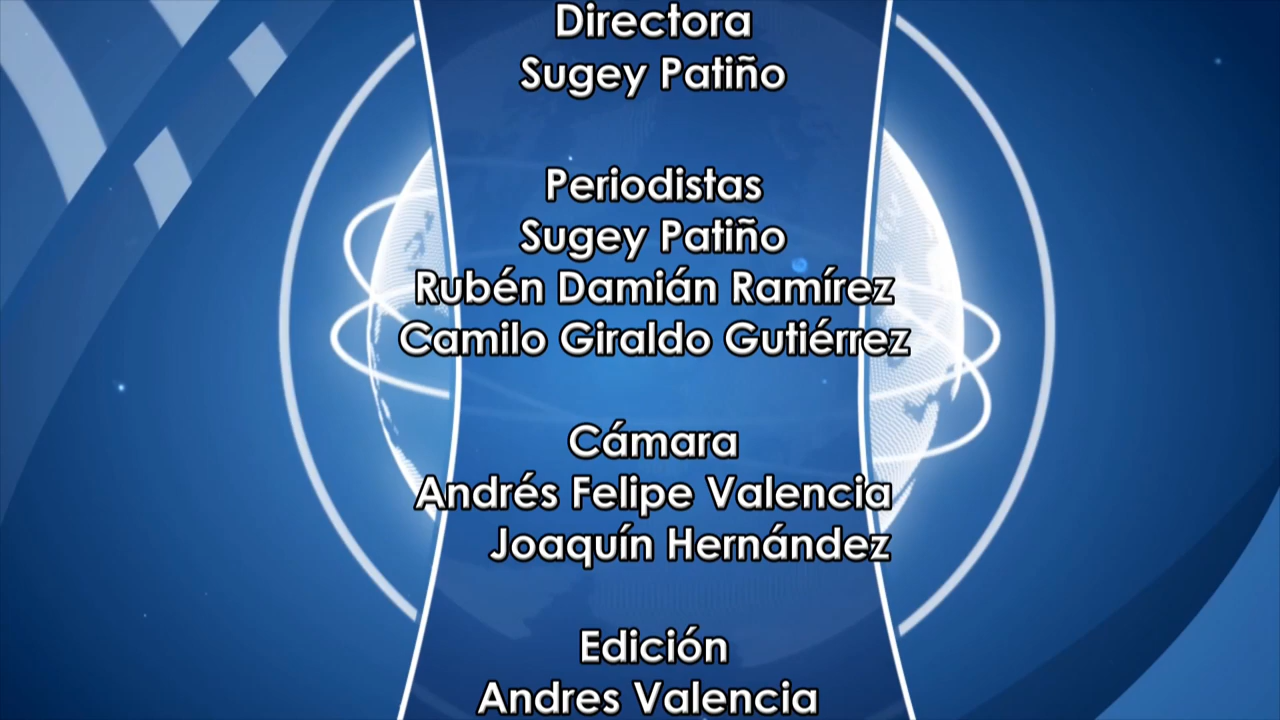 Directora
Sugey Patiño
Periodistas
Sugey Patiño
Rubén Damián Ramírez
Camilo Giraldo Gutiérrez
Cámara
Andrés Felipe Valencia
Joaquín Hernández
Edición
Andres Valencia